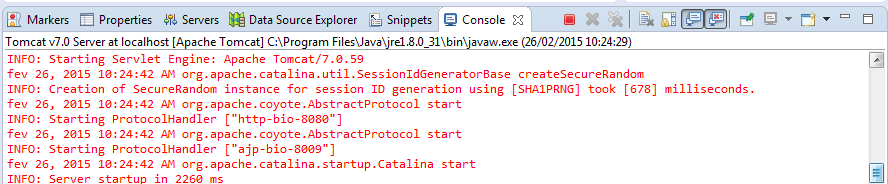 Markers Properties Servers Data Source Explorer Snippets Console
Tomcat v7.0 Server at localhost [Apache Tomcat] C:\Program Files\Java\jre1.8.0_31\bin\javaw.exe (26/02/2015 10:24:29)
INFO: Starting Servlet Engine: Apache Tomcat/7.0.59
fev 26, 2015 10:24:42 AM org.apache.catalina.util.SessionIdGeneratorBase createSecureRandom
INFO: Creation of SecureRandom instance for session ID generation using [SHA1PRNG] took [678] milliseconds.
fev 26, 2015 10:24:42 AM org.apache.coyote.AbstractProtocol start
INFO: Starting ProtocolHandler ["http-bio-8080"]
fev 26, 2015 10:24:42 AM org.apache.coyote.AbstractProtocol start
INFO: Starting ProtocolHandler ["ajp-bio-8009"]
fev 26, 2015 10:24:42 AM org.apache.catalina.startup.Catalina start
INFO: Server startup in 2260 ms